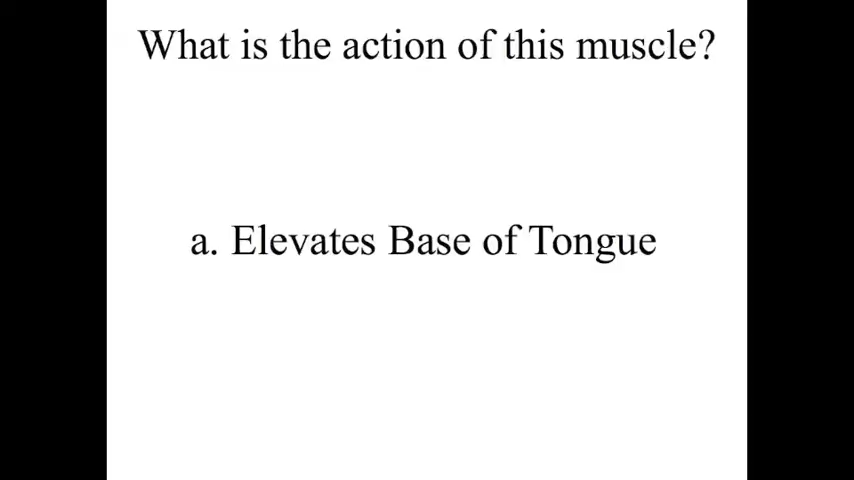 What is the action of this muscle?
a. Elevates Base of Tongue